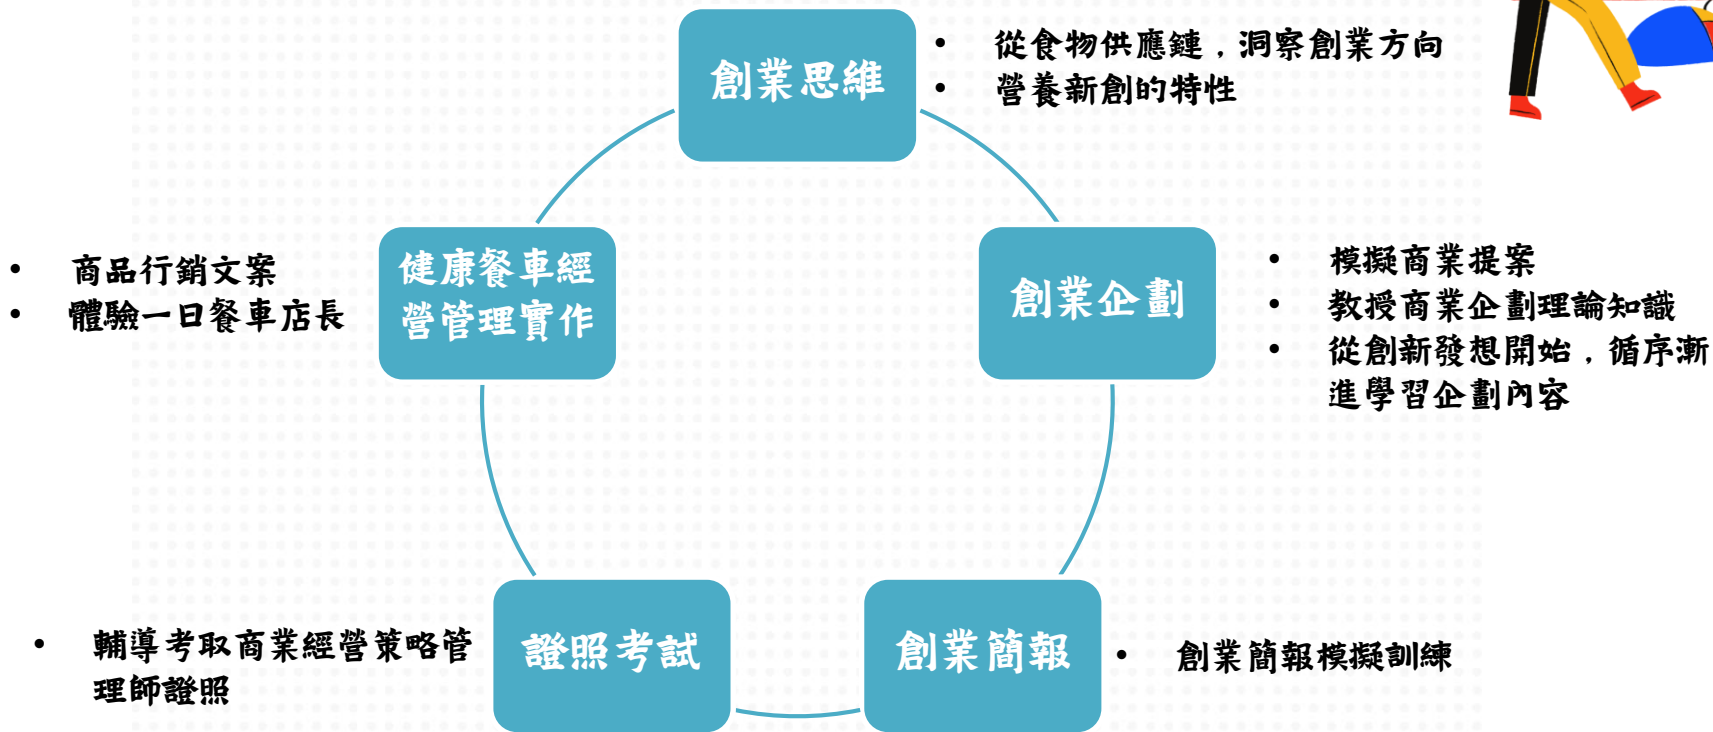 創業思維
• 從食物供應鏈，洞察創業方向
• 營養新創的特性
創業企劃
• 模擬商業提案
• 教授商業企劃理論知識
• 從創新發想開始，循序漸
進學習企劃內容
創業簡報
• 創業簡報模擬訓練
證照考試
• 輔導考取商業經營策略管
理師證照
健康餐車經
營管理實作
• 商品行銷文案
• 體驗一日餐車店長